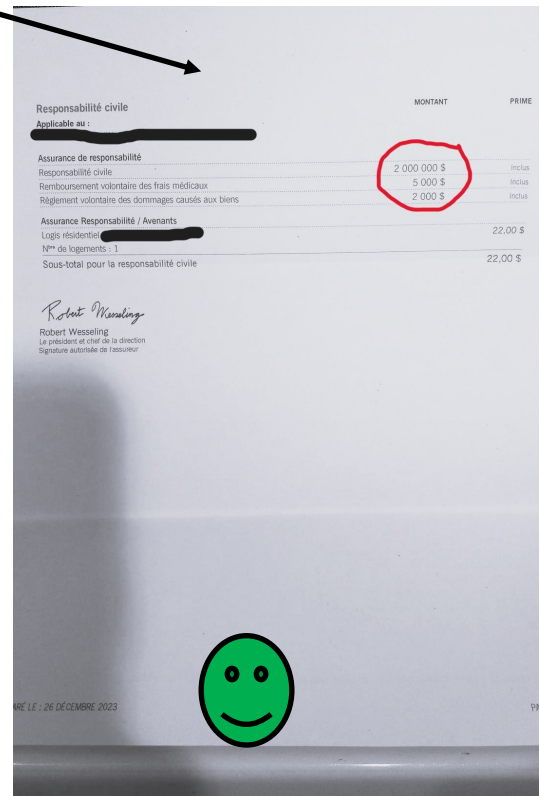 Responsabilité civile MONTANT PRIME
Applicable au :
Assurance de responsabilité
Responsabilité civile 2 000 000 $ Inclus
Remboursement volontaire des frais médicaux 5 000 $ Inclus
Règlement volontaire des dommages causés aux biens 2 000 $ Inclus
Assurance Responsabilité / Avenants
Logis résidentiel 22,00 $
Nbre de logements : 1
Sous-total pour la responsabilité civile 22,00 $
Robert Wesseling
Robert Wesseling
Le président et chef de la direction
Signature autorisée de l'assureur
LE : 26 DÉCEMBRE 2023